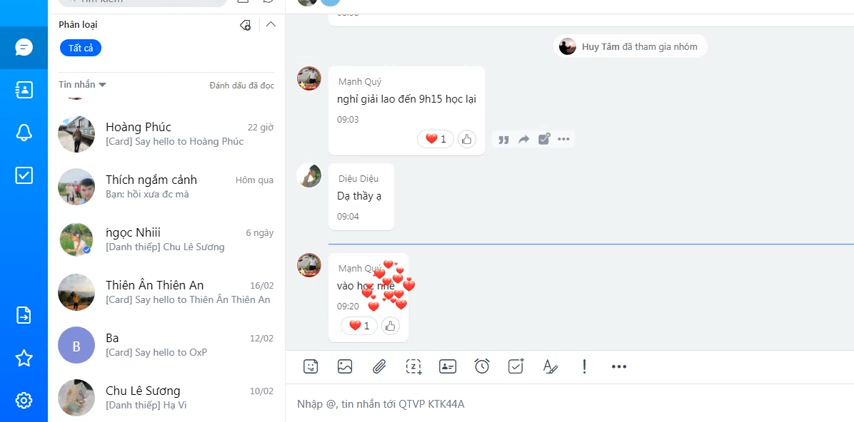 Tìm kiếm
Phân loại
Tất cả
Tin nhắn
Đánh dấu đã đọc
Hoàng Phúc
22 giờ
[Card] Say hello to Hoàng Phúc
Thích ngắm cảnh
Hôm qua
Bạn: hồi xưa đc mà
ngọc Nhiii
6 ngày
[Danh thiếp] Chu Lê Sương
Thiên Ân Thiên An
16/02
[Card] Say hello to Thiên Ân Thiên An
B
Ba
12/02
[Card] Say hello to OxP
Chu Lê Sương
10/02
[Danh thiếp] Hạ Vi
Huy Tâm đã tham gia nhóm
Mạnh Quý
nghỉ giải lao đến 9h15 học lại
09:03
1
Diệu Diệu
Dạ thầy ạ
09:04
Mạnh Quý
vào học nhé
09:20
1
Nhập @, tin nhắn tới QTVP KTK44A